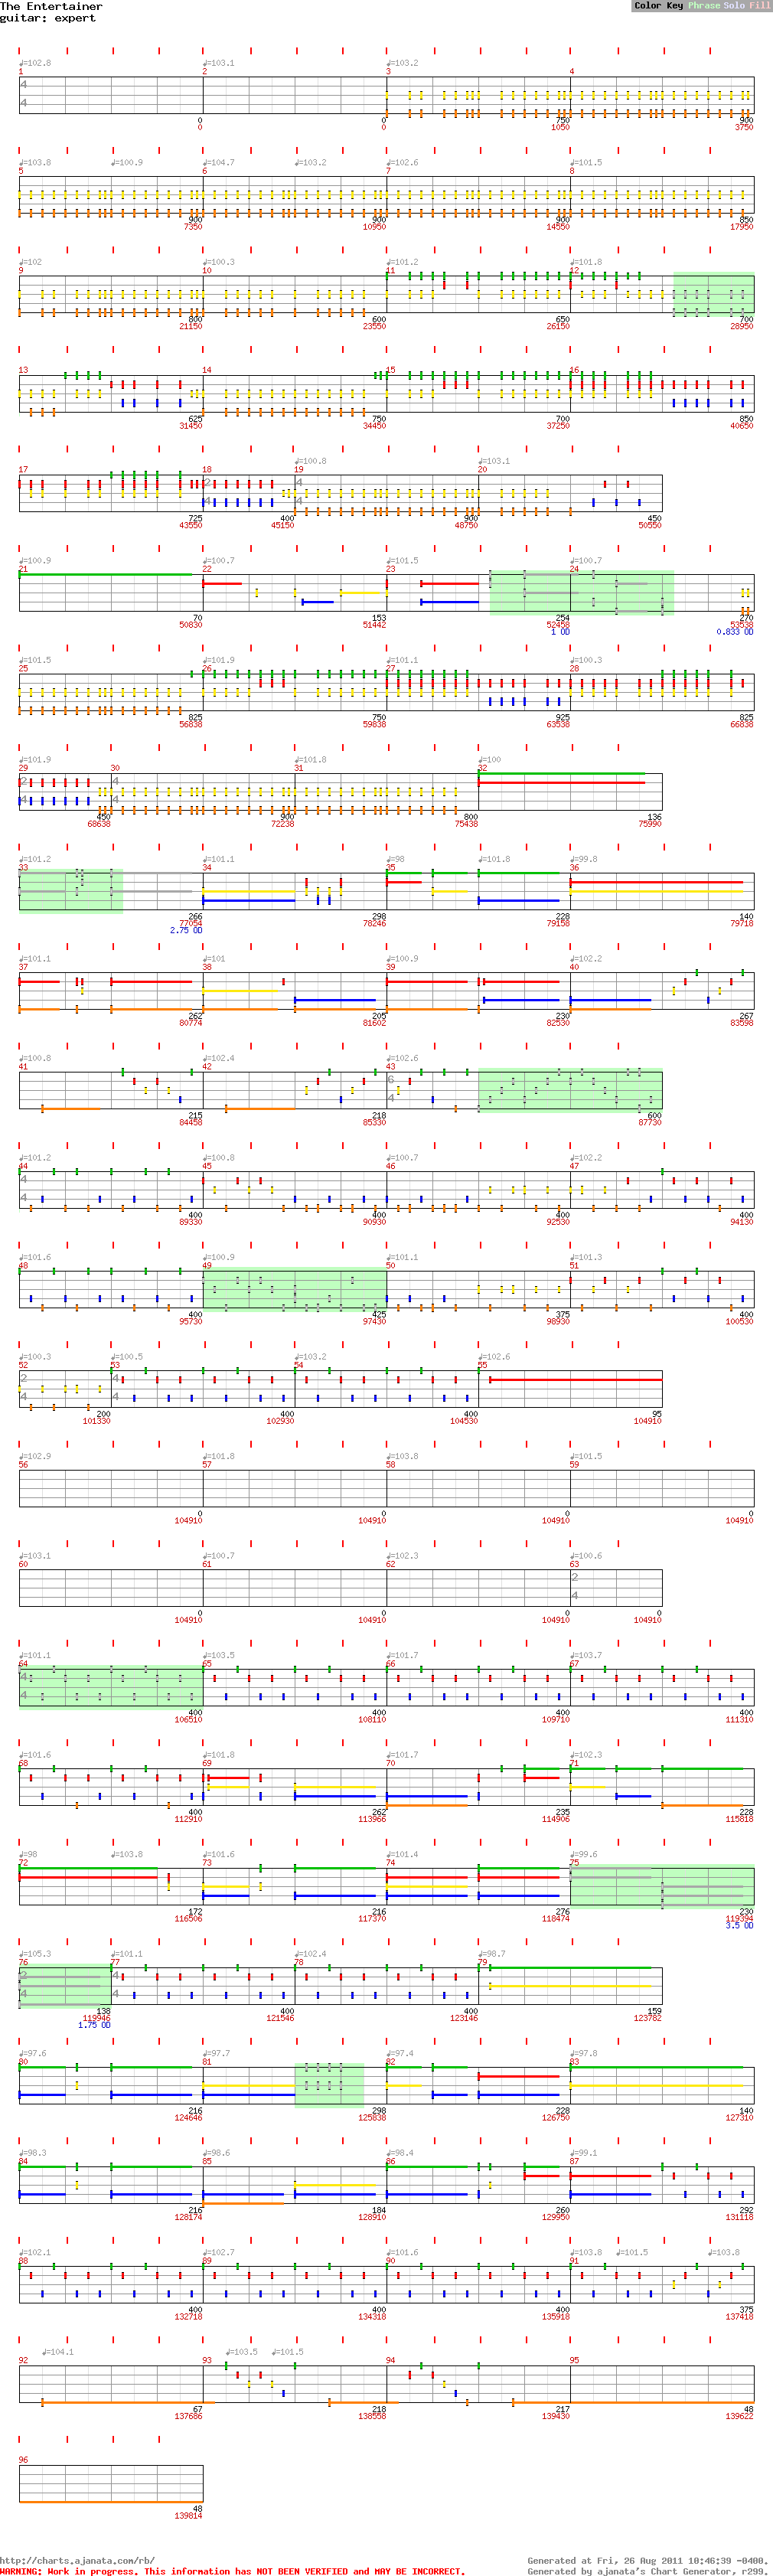 The Entertainer
guitar: expert
Color Key Phrase Solo Fill
♩=102.8 ♩=103.1 ♩=103.2
1 2 3 4
4
4
0 0 750 900
0 0 1050 3750
♩=103.8 ♩=100.9 ♩=104.7 ♩=103.2 ♩=102.6 ♩=101.5
5 6 7 8
900 900 900 850
7350 10950 14550 17950
♩=102 ♩=100.3 ♩=101.2 ♩=101.8
9 10 11 12
800 600 650 700
21150 23550 26150 28950
13 14 15 16
625 750 700 850
31450 34450 37250 40650
♩=100.8 ♩=103.1
17 18 19 20
2 4
4 4
725 400 900 450
43550 45150 48750 50550
♩=100.9 ♩=100.7 ♩=101.5 ♩=100.7
21 22 23 24
70 153 254 270
50830 51442 52458 53538
1 OD 0.833 OD
♩=101.5 ♩=101.9 ♩=101.1 ♩=100.3
25 26 27 28
825 750 925 825
56838 59838 63538 66838
♩=101.9 ♩=101.8 ♩=100
29 30 31 32
2 4
4 4
450 900 800 136
68638 72238 75438 75990
♩=101.2 ♩=101.1 ♩=98 ♩=101.8 ♩=99.8
33 34 35 36
266 298 228 140
77054 78246 79158 79718
2.75 OD
♩=101.1 ♩=101 ♩=100.9 ♩=102.2
37 38 39 40
262 205 230 267
80774 81602 82530 83598
♩=100.8 ♩=102.4 ♩=102.6
41 42 43
6
4
215 218 600
84458 85330 87730
♩=101.2 ♩=100.8 ♩=100.7 ♩=102.2
44 45 46 47
4
4
400 400 400 400
89330 90930 92530 94130
♩=101.6 ♩=100.9 ♩=101.1 ♩=101.3
48 49 50 51
400 425 375 400
95730 97430 98930 100530
♩=100.3 ♩=100.5 ♩=103.2 ♩=102.6
52 53 54 55
2 4
4 4
200 400 400 95
101330 102930 104530 104910
♩=102.9 ♩=101.8 ♩=103.8 ♩=101.5
56 57 58 59
0 0 0 0
104910 104910 104910 104910
♩=103.1 ♩=100.7 ♩=102.3 ♩=100.6
60 61 62 63
2
4
0 0 0 0
104910 104910 104910 104910
♩=101.1 ♩=103.5 ♩=101.7 ♩=103.7
64 65 66 67
4
4
400 400 400 400
106510 108110 109710 111310
♩=101.6 ♩=101.8 ♩=101.7 ♩=102.3
68 69 70 71
400 262 235 228
112910 113966 114906 115818
♩=98 ♩=103.8 ♩=101.6 ♩=101.4 ♩=99.6
72 73 74 75
172 216 276 230
116506 117370 118474 119394
3.5 OD
♩=105.3 ♩=101.1 ♩=102.4 ♩=98.7
76 77 78 79
2 4
4 4
138 400 400 159
119946 121546 123146 123782
1.75 OD
♩=97.6 ♩=97.7 ♩=97.4 ♩=97.8
80 81 82 83
216 298 228 140
124646 125838 126750 127310
♩=98.3 ♩=98.6 ♩=98.4 ♩=99.1
84 85 86 87
216 184 260 292
128174 128910 129950 131118
♩=102.1 ♩=102.7 ♩=101.6 ♩=103.8 ♩=101.5 ♩=103.8
88 89 90 91
400 400 400 375
132718 134318 135918 137418
♩=104.1 ♩=103.5 ♩=101.5
92 93 94 95
67 218 217 48
137686 138558 139430 139622
96
48
139814
http://charts.ajanata.com/rb/
Generated at Fri, 26 Aug 2011 10:46:39 -0400.
WARNING: Work in progress. This information has NOT BEEN VERIFIED and MAY BE INCORRECT.
Generated by ajanata's Chart Generator, r299.